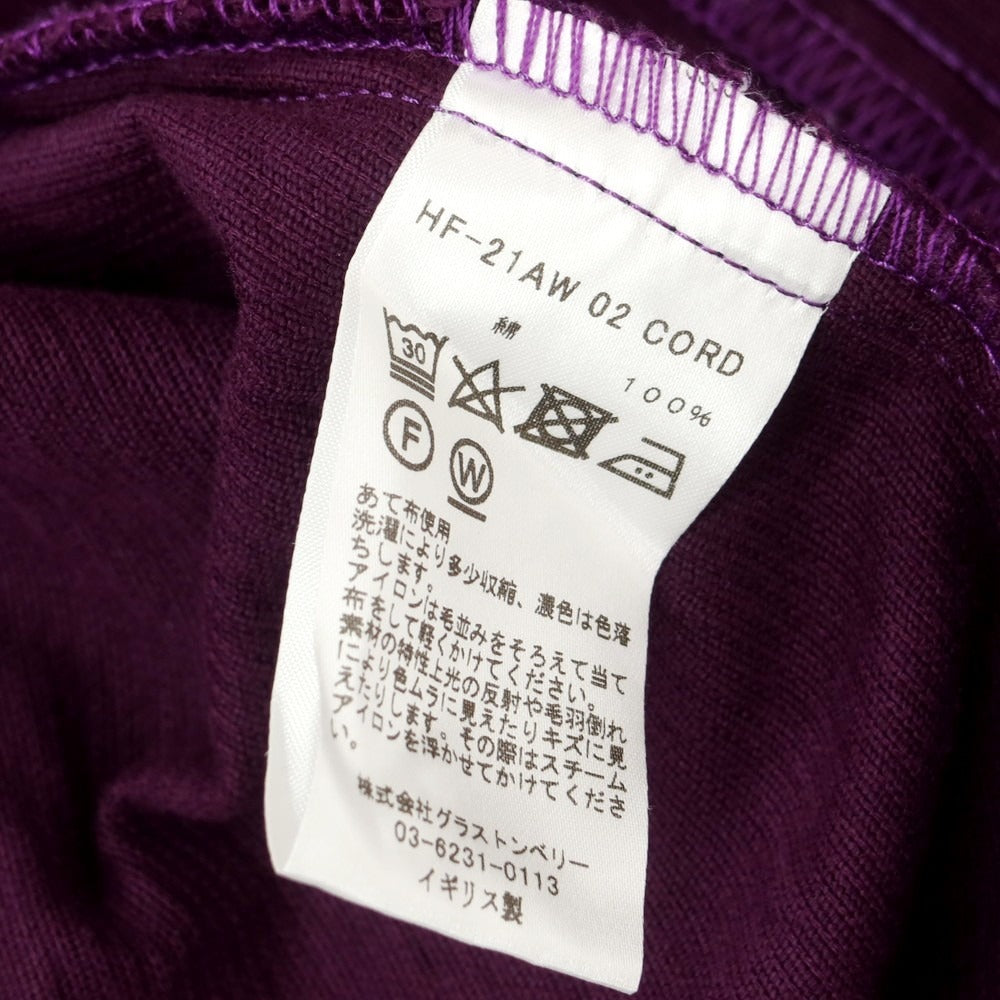 HF-21AW 02 CORD
綿 100%
30
F W
あて布使用
洗濯により多少収縮、濃色は色落
ちします。
アイロンは毛並みをそろえて当て
布をして軽くかけてください。
素材の特性上光の反射や毛羽倒れ
により色ムラに見えたりキズに見
えたりします。その際はスチーム
アイロンを浮かせてかけてくださ
い。
株式会社グラストンベリー
03-6231-0113
イギリス製